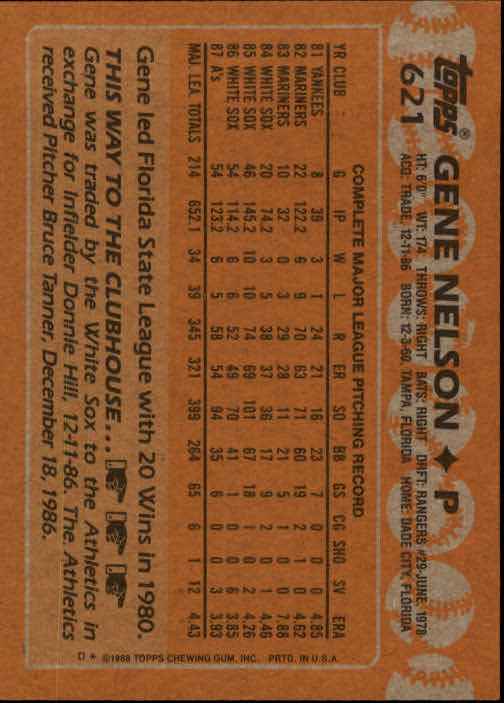 topps® GENE NELSON ✦ P
621 HT: 6'0" WT: 174 THROWS: RIGHT BATS: RIGHT DRFT: RANGERS #29-JUNE, 1978
ACQ: TRADE, 12-11-86 BORN: 12-3-60, TAMPA, FLORIDA HOME: DADE CITY, FLORIDA
COMPLETE MAJOR LEAGUE PITCHING RECORD
YR CLUB G IP W L R ER SO BB GS CG SHO SV ERA
81 YANKEES 8 39 3 1 24 21 16 23 7 0 0 0 4.85
82 MARINERS 22 122.2 6 9 70 63 71 60 19 2 1 0 4.62
83 MARINERS 10 32 0 3 29 28 11 21 5 1 0 0 7.88
84 WHITE SOX 20 74.2 3 5 38 37 36 17 9 2 0 1 4.46
85 WHITE SOX 46 145.2 10 10 74 69 101 67 18 1 0 2 4.26
86 WHITE SOX 54 114.2 6 6 52 49 70 41 1 0 0 6 3.85
87 A's 54 123.2 6 5 58 54 94 35 6 0 0 3 3.93
MAJ. LEA. TOTALS 214 652.1 34 39 345 321 399 264 65 6 1 12 4.43
Gene led Florida State League with 20 Wins in 1980.
THIS WAY TO THE CLUBHOUSE...
Gene was traded by the White Sox to the Athletics in
exchange for Infielder Donnie Hill, 12-11-86. The Athletics
received Pitcher Bruce Tanner, December 18, 1986.
D * ©1988 TOPPS CHEWING GUM, INC. PRTD. IN U.S.A.